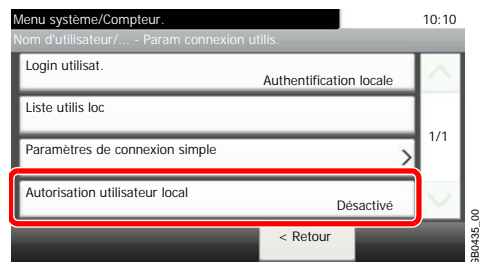 Menu système/Compteur.
10:10
Nom d'utilisateur/... - Param connexion utilis.
Login utilisat.
Authentification locale
Liste utilis loc
1/1
Paramètres de connexion simple
Autorisation utilisateur local
Désactivé
< Retour
GB0435_00